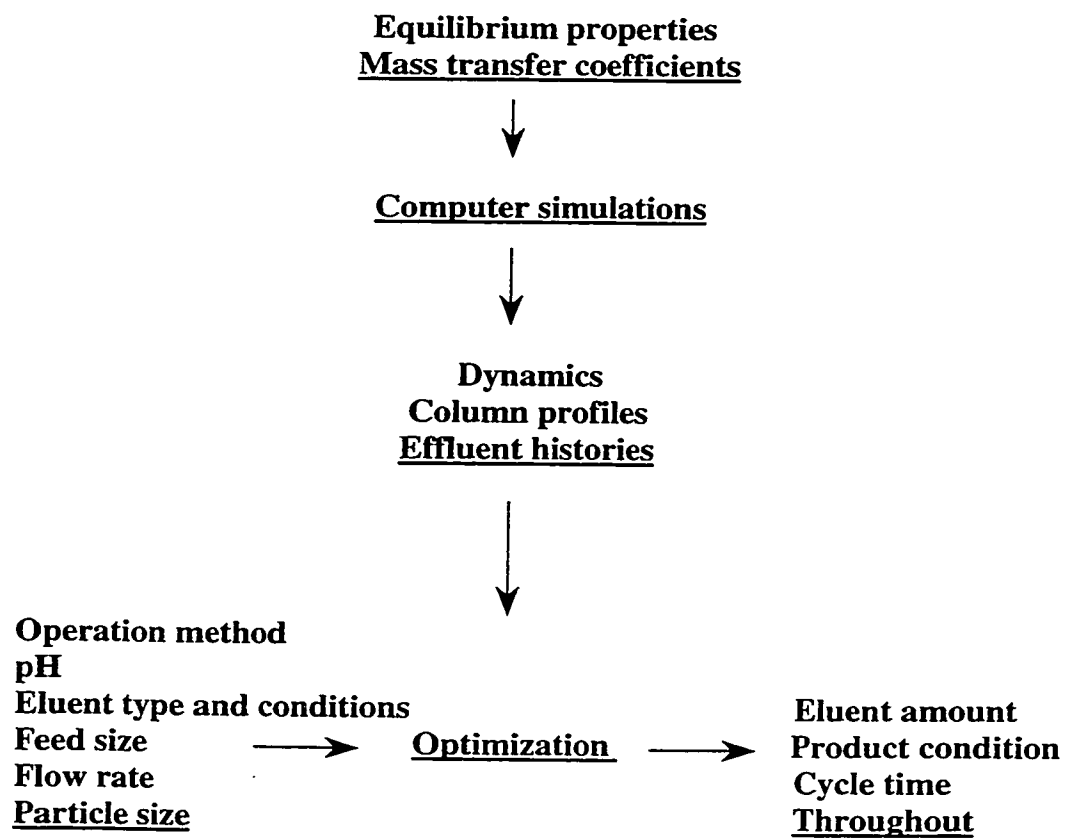 Equilibrium properties
Mass transfer coefficients
Computer simulations
Dynamics
Column profiles
Effluent histories
Operation method
pH
Eluent type and conditions
Feed size
Flow rate
Particle size
Optimization
Eluent amount
Product condition
Cycle time
Throughout